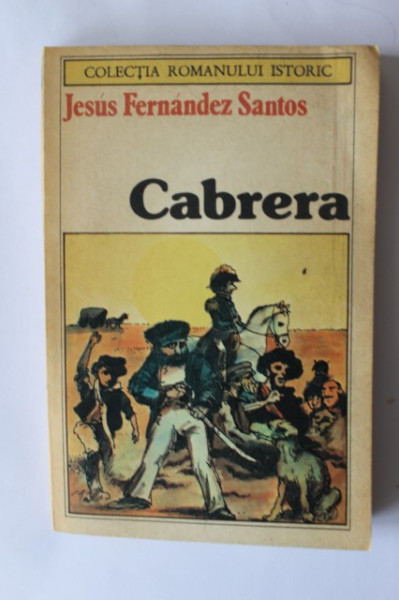 COLECȚIA ROMANULUI ISTORIC
Jesús Fernández Santos
Cabrera